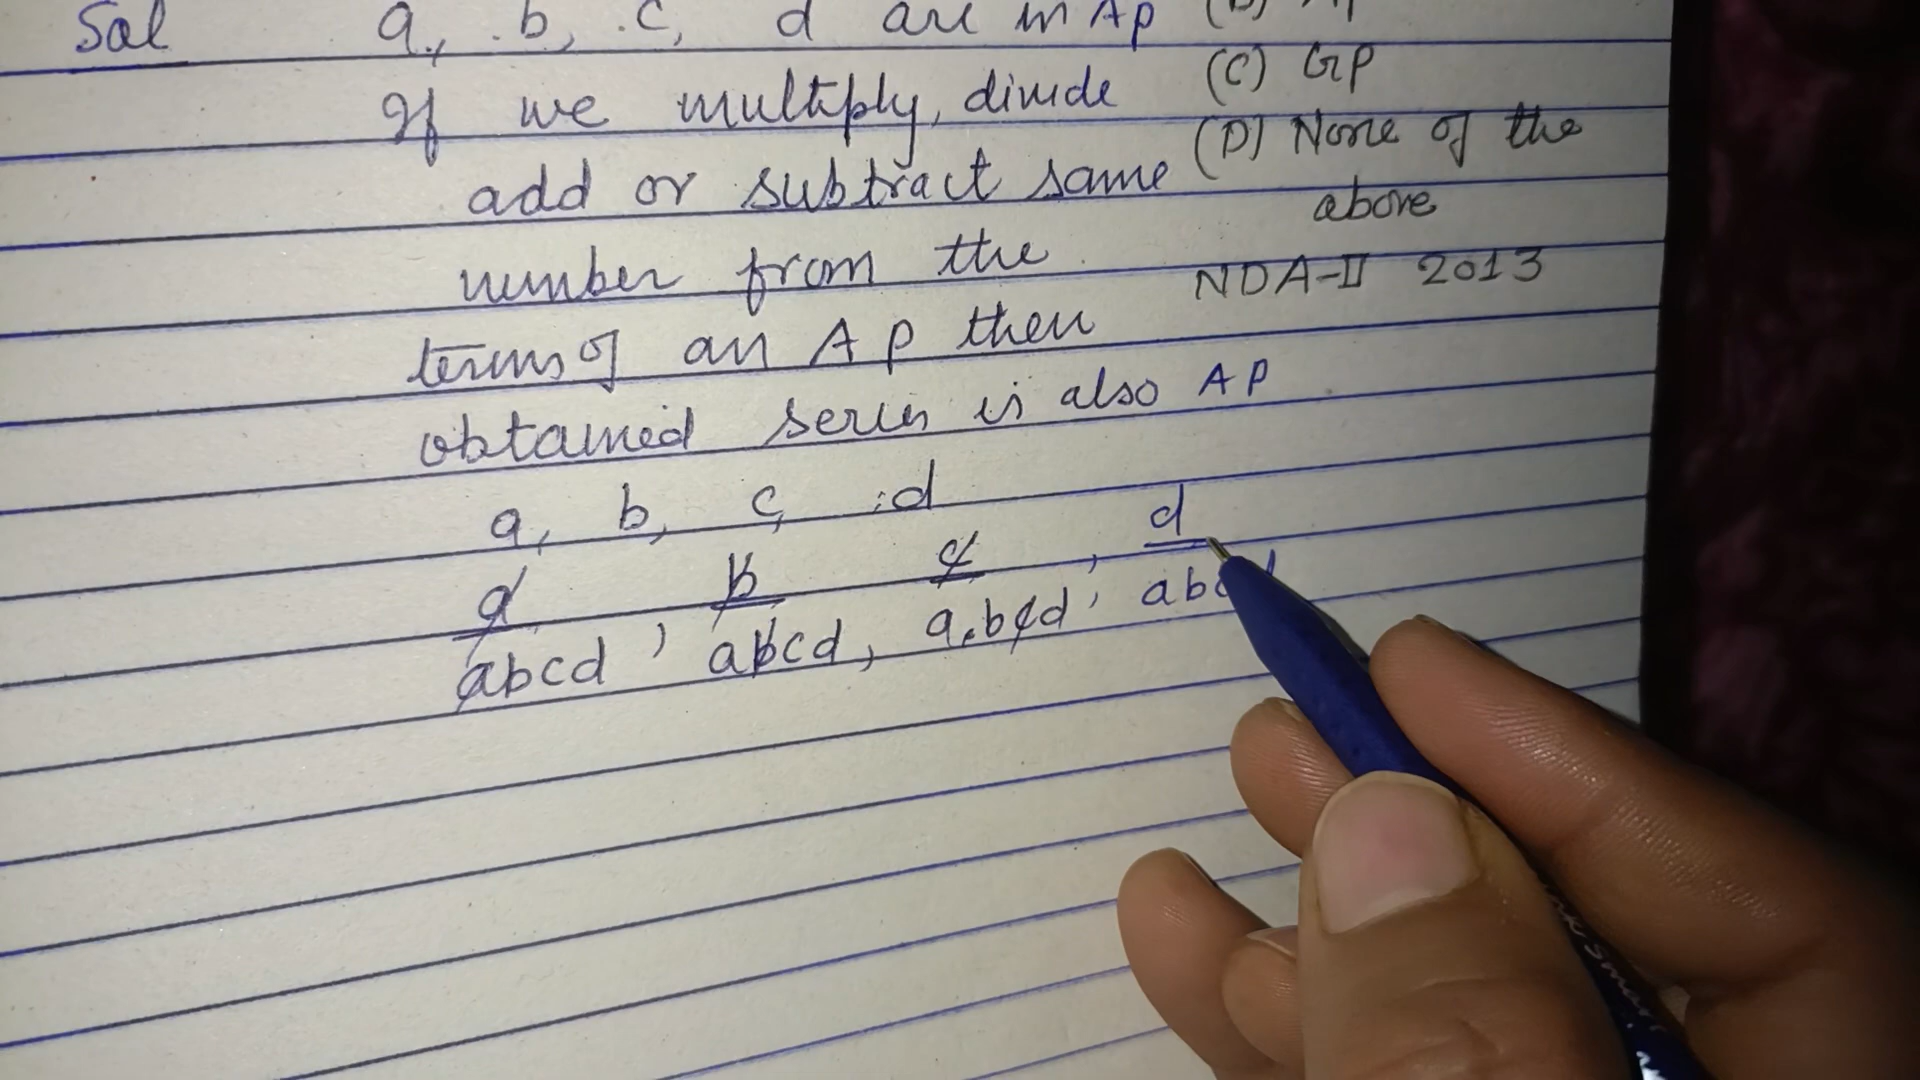 Sol a, b, c, d are in AP
(B) AP
If we multiply, divide
(C) GP
add or subtract same
(D) None of the
above
number from the
NDA-II 2013
terms of an AP then
obtained series is also AP
a, b, c, d
a/abcd, b/abcd, c/abcd, d/abcd